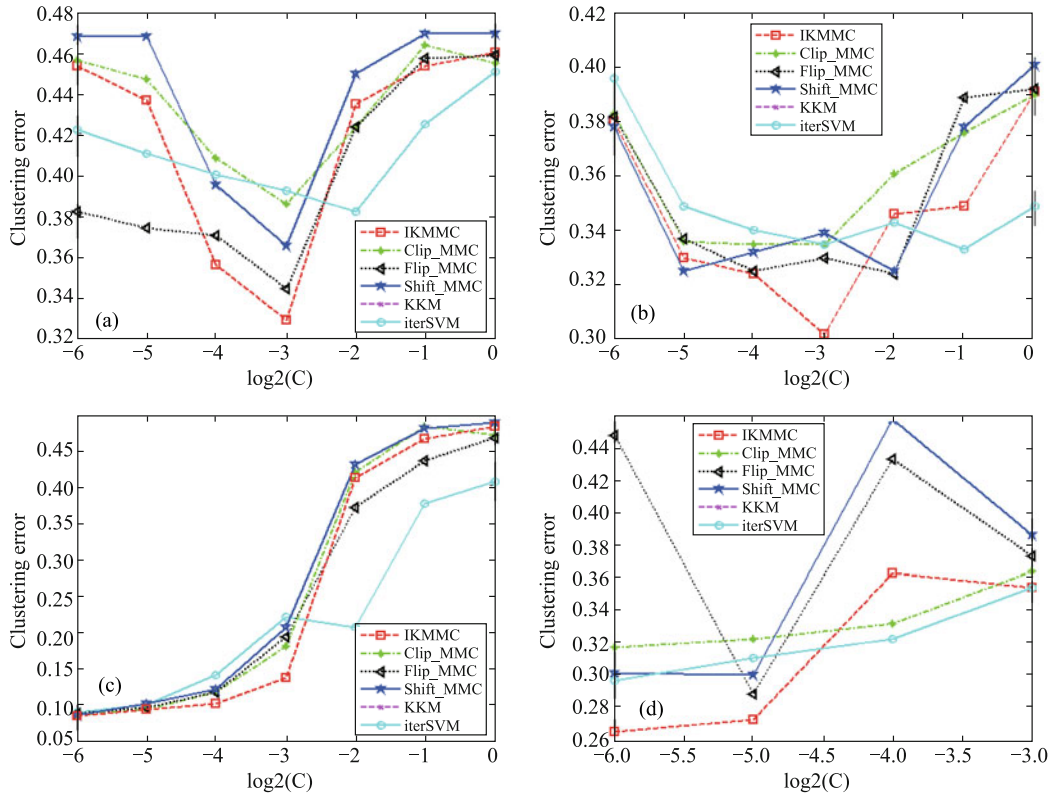 0.48
0.46
0.44
0.42
0.40
0.38
0.36
0.34
0.32
Clustering error
(a)
IKMMC
Clip_MMC
Flip_MMC
Shift_MMC
KKM
iterSVM
−6 −5 −4 −3 −2 −1 0
log2(C)
0.40
0.38
0.36
0.34
0.32
0.30
Clustering error
(b)
IKMMC
Clip_MMC
Flip_MMC
Shift_MMC
KKM
iterSVM
−6 −5 −4 −3 −2 −1 0
log2(C)
0.45
0.40
0.35
0.30
0.25
0.20
0.15
0.10
0.05
Clustering error
(c)
IKMMC
Clip_MMC
Flip_MMC
Shift_MMC
KKM
iterSVM
−6 −5 −4 −3 −2 −1 0
log2(C)
0.44
0.42
0.40
0.38
0.36
0.32
0.30
0.28
0.26
Clustering error
(d)
IKMMC
Clip_MMC
Flip_MMC
Shift_MMC
KKM
iterSVM
−6.0 −5.5 −5.0 −4.5 −4.0 −3.5 −3.0
log2(C)